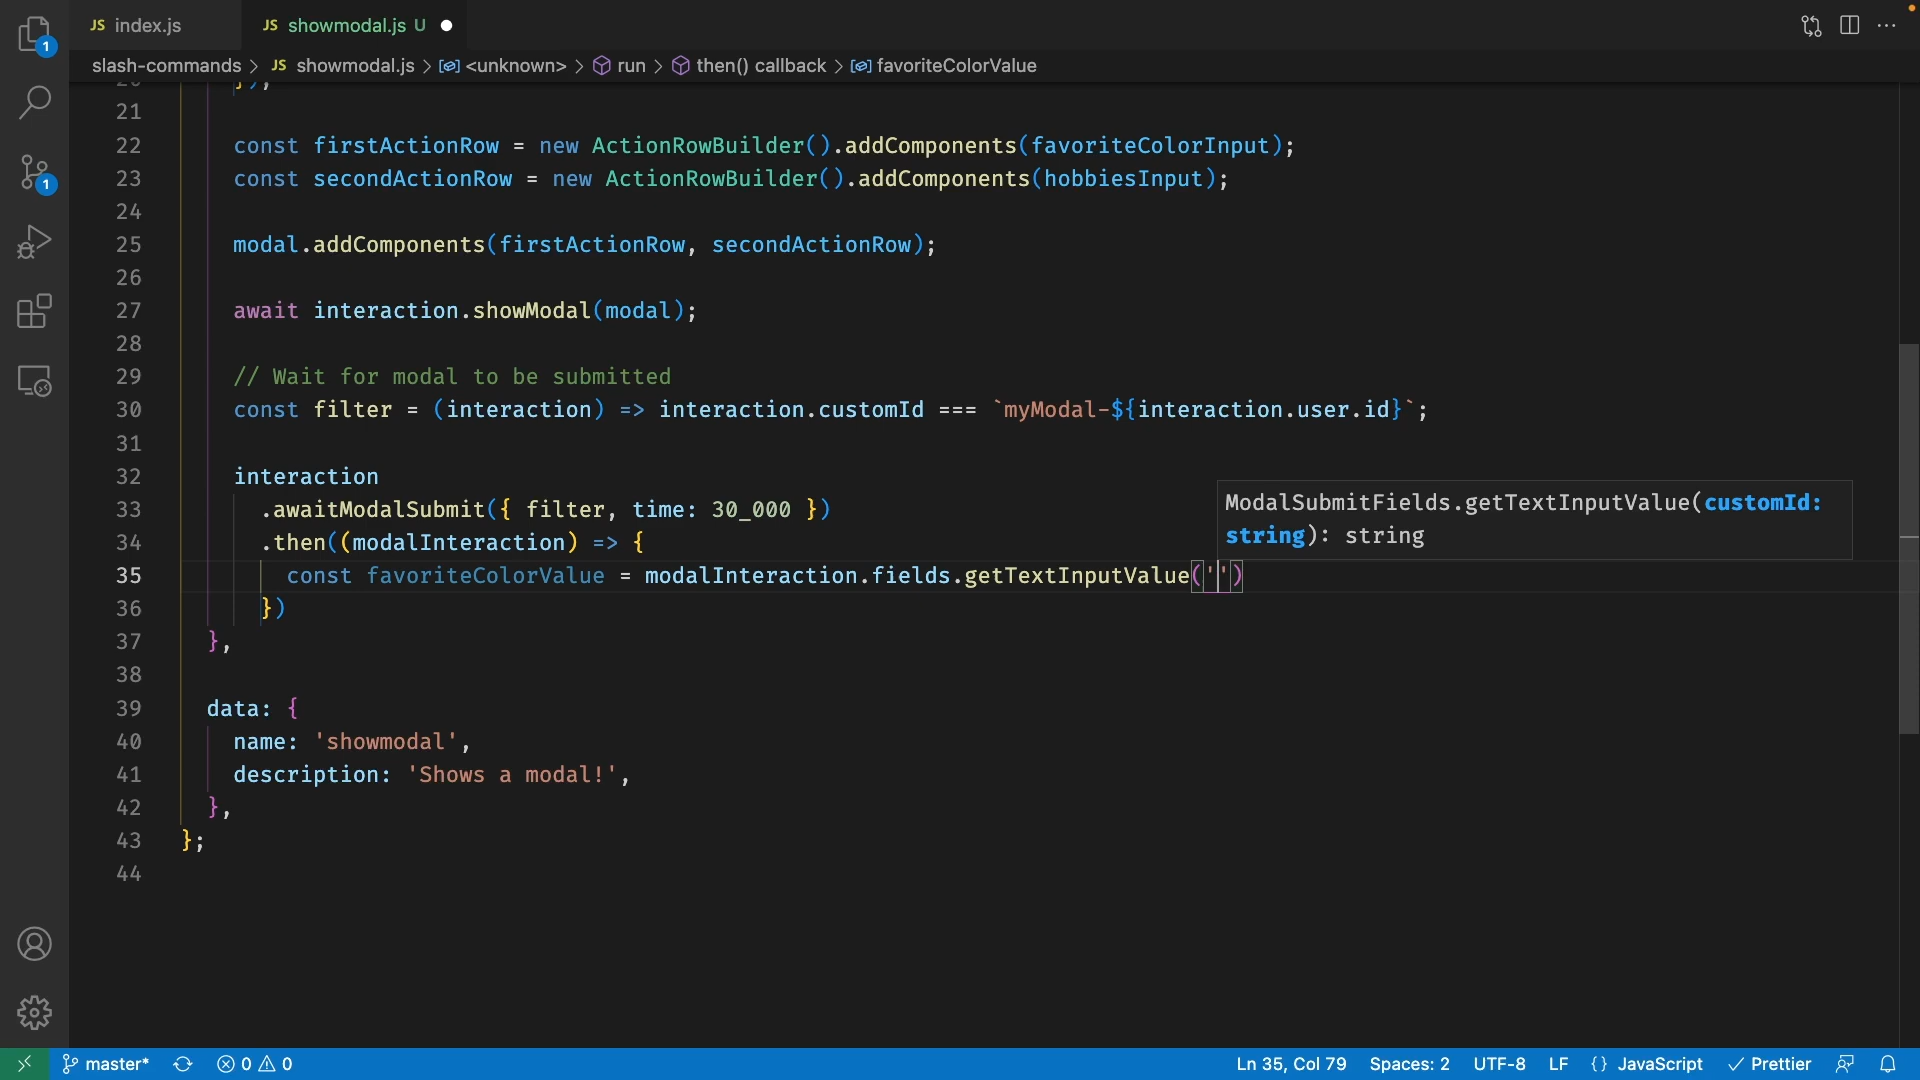 JS index.js
JS showmodal.js U
slash-commands > JS showmodal.js > <unknown> > run > then() callback > favoriteColorValue
21
22 const firstActionRow = new ActionRowBuilder().addComponents(favoriteColorInput);
23 const secondActionRow = new ActionRowBuilder().addComponents(hobbiesInput);
24
25 modal.addComponents(firstActionRow, secondActionRow);
26
27 await interaction.showModal(modal);
28
29 // Wait for modal to be submitted
30 const filter = (interaction) => interaction.customId === `myModal-${interaction.user.id}`;
31
32 interaction
33 .awaitModalSubmit({ filter, time: 30_000 })
34 .then((modalInteraction) => {
ModalSubmitFields.getTextInputValue(customId:
string): string
35 const favoriteColorValue = modalInteraction.fields.getTextInputValue('')
36 })
37 },
38
39 data: {
40 name: 'showmodal',
41 description: 'Shows a modal!',
42 },
43 };
44
1
1
master* 0 0 Ln 35, Col 79 Spaces: 2 UTF-8 LF {} JavaScript Prettier